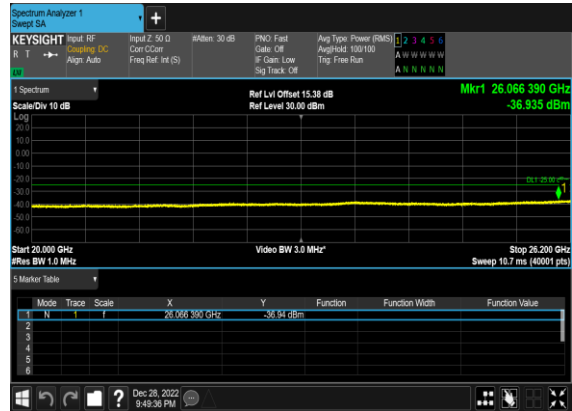 Spectrum Analyzer 1
Swept SA
+
KEYSIGHT Input: RF Input Z: 50 Ω #Atten: 30 dB PNO: Fast Avg Type: Power (RMS) 1 2 3 4 5 6
R T Coupling: DC Corr CCorr Gate: Off Avg|Hold: 100/100 A W W W W W
Align: Auto Freq Ref: Int (S) IF Gain: Low Trig: Free Run
Sig Track: Off A N N N N N
1 Spectrum
Ref Lvl Offset 15.38 dB Mkr1 26.066 390 GHz
Scale/Div 10 dB Ref Level 30.00 dBm -36.935 dBm
Log
20.0
10.0
0.00
-10.0
-20.0
DL1 -25.00
1
-30.0
-40.0
-50.0
-60.0
Start 20.000 GHz Video BW 3.0 MHz* Stop 26.200 GHz
#Res BW 1.0 MHz Sweep 10.7 ms (40001 pts)
5 Marker Table
Mode Trace Scale X Y Function Function Width Function Value
1 N 1 f 26.066 390 GHz -36.94 dBm
2
3
4
5
6
? Dec 28, 2022
9:49:36 PM